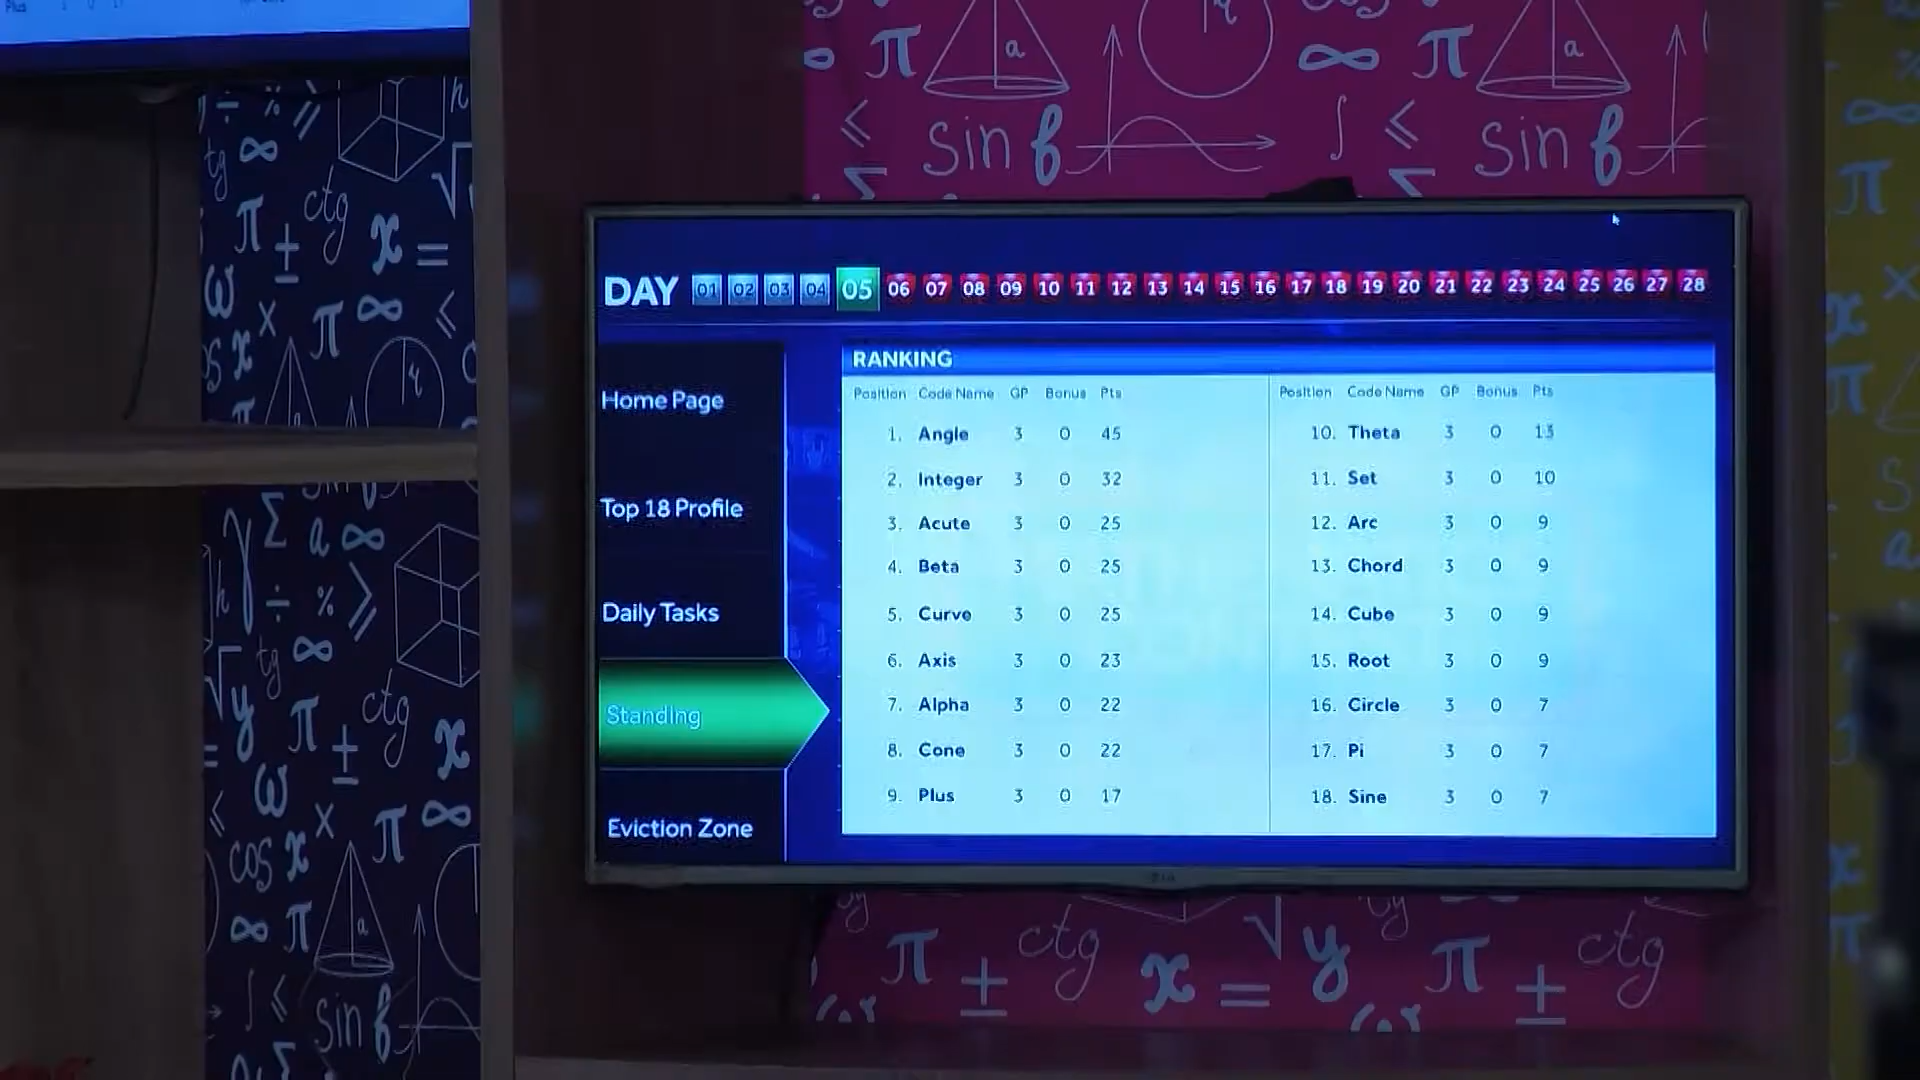 DAY 01 02 03 04 05 06 07 08 09 10 11 12 13 14 15 16 17 18 19 20 21 22 23 24 25 26 27 28
Home Page
Top 18 Profile
Daily Tasks
Standing
Eviction Zone
RANKING
Position Code Name GP Bonus Pts
1. Angle 3 0 45
2. Integer 3 0 32
3. Acute 3 0 25
4. Beta 3 0 25
5. Curve 3 0 25
6. Axis 3 0 23
7. Alpha 3 0 22
8. Cone 3 0 22
9. Plus 3 0 17
Position Code Name GP Bonus Pts
10. Theta 3 0 13
11. Set 3 0 10
12. Arc 3 0 9
13. Chord 3 0 9
14. Cube 3 0 9
15. Root 3 0 9
16. Circle 3 0 7
17. Pi 3 0 7
18. Sine 3 0 7